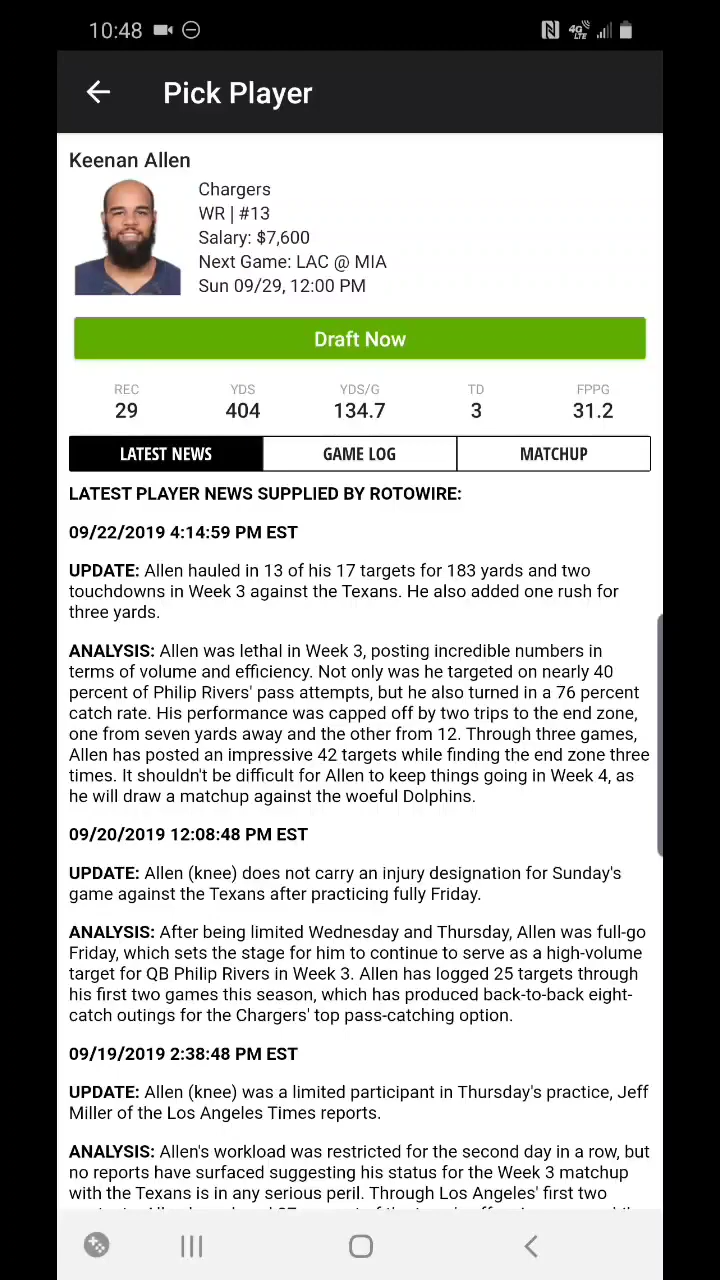 10:48
4G
LTE
Pick Player
Keenan Allen
Chargers
WR | #13
Salary: $7,600
Next Game: LAC @ MIA
Sun 09/29, 12:00 PM
Draft Now
REC YDS YDS/G TD FPPG
29 404 134.7 3 31.2
LATEST NEWS GAME LOG MATCHUP
LATEST PLAYER NEWS SUPPLIED BY ROTOWIRE:
09/22/2019 4:14:59 PM EST
UPDATE: Allen hauled in 13 of his 17 targets for 183 yards and two
touchdowns in Week 3 against the Texans. He also added one rush for
three yards.
ANALYSIS: Allen was lethal in Week 3, posting incredible numbers in
terms of volume and efficiency. Not only was he targeted on nearly 40
percent of Philip Rivers' pass attempts, but he also turned in a 76 percent
catch rate. His performance was capped off by two trips to the end zone,
one from seven yards away and the other from 12. Through three games,
Allen has posted an impressive 42 targets while finding the end zone three
times. It shouldn't be difficult for Allen to keep things going in Week 4, as
he will draw a matchup against the woeful Dolphins.
09/20/2019 12:08:48 PM EST
UPDATE: Allen (knee) does not carry an injury designation for Sunday's
game against the Texans after practicing fully Friday.
ANALYSIS: After being limited Wednesday and Thursday, Allen was full-go
Friday, which sets the stage for him to continue to serve as a high-volume
target for QB Philip Rivers in Week 3. Allen has logged 25 targets through
his first two games this season, which has produced back-to-back eight-
catch outings for the Chargers' top pass-catching option.
09/19/2019 2:38:48 PM EST
UPDATE: Allen (knee) was a limited participant in Thursday's practice, Jeff
Miller of the Los Angeles Times reports.
ANALYSIS: Allen's workload was restricted for the second day in a row, but
no reports have surfaced suggesting his status for the Week 3 matchup
with the Texans is in any serious peril. Through Los Angeles' first two